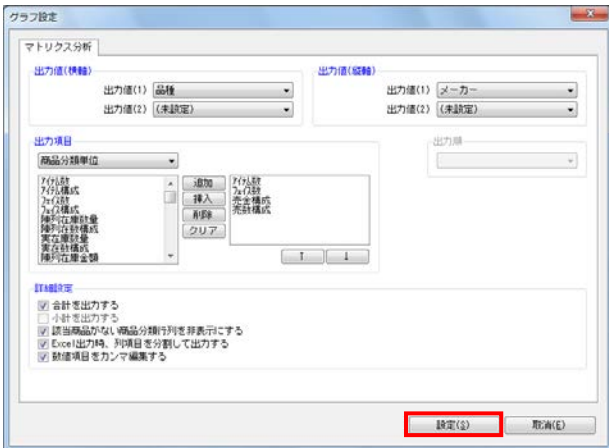 グラフ設定
マトリクス分析
出力値(横軸)
出力値(1) 品種
出力値(2) (未設定)
出力値(縦軸)
出力値(1) メーカー
出力値(2) (未設定)
出力項目
商品分類単位
アイテム数
アイテム構成
フェイス数
フェイス構成
陳列在庫数量
陳列在数構成
実在庫数量
実在数構成
陳列在庫金額
追加
挿入
削除
クリア
アイテム数
フェイス数
売金構成
売数構成
↑ ↓
出力順
詳細設定
合計を出力する
小計を出力する
該当商品がない商品分類行列を非表示にする
Excel出力時、列項目を分割して出力する
数値項目をカンマ編集する
設定(S)
取消(E)